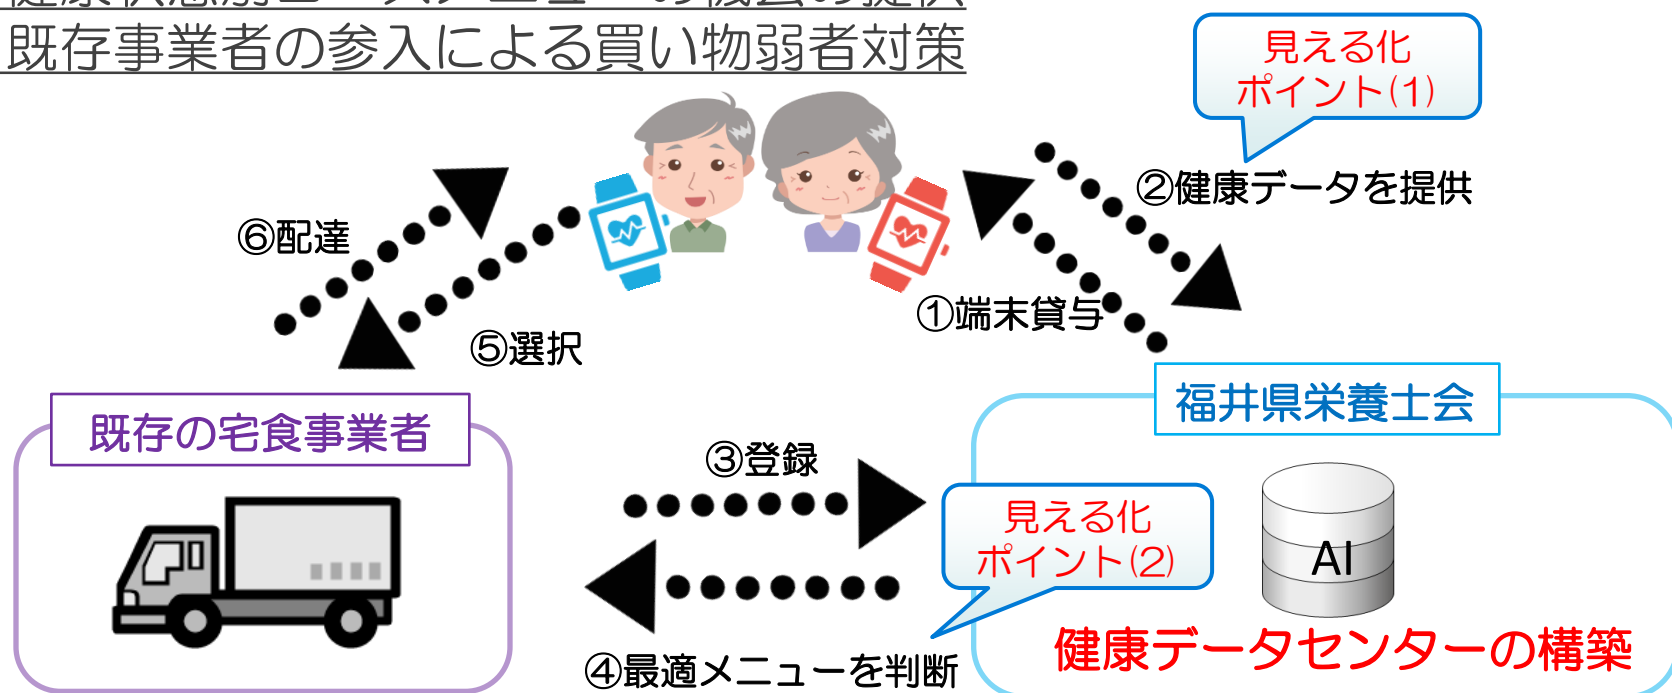 既存事業者の参入による買い物弱者対策
見える化
ポイント(1)
②健康データを提供
⑥配達
①端末貸与
⑤選択
福井県栄養士会
既存の宅食事業者
③登録
見える化
ポイント(2)
AI
健康データセンターの構築
④最適メニューを判断